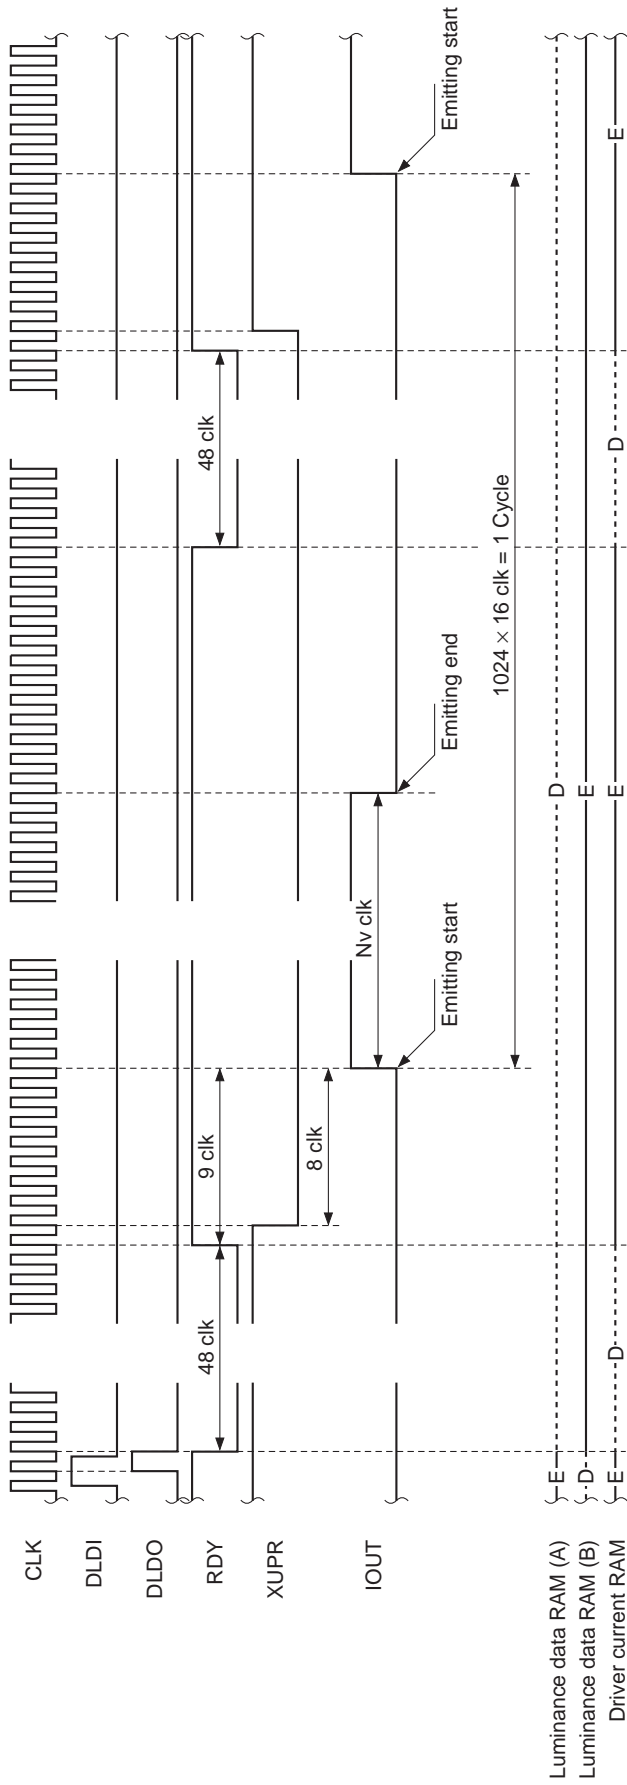 CLK
DLDI
DLDO
RDY
48 clk
9 clk
48 clk
XUPR
8 clk
IOUT
Nv clk
Emitting start
Emitting end
Emitting start
1024 × 16 clk = 1 Cycle
Luminance data RAM (A)
E
D
Luminance data RAM (B)
D
E
Driver current RAM
E
D
E
D
E